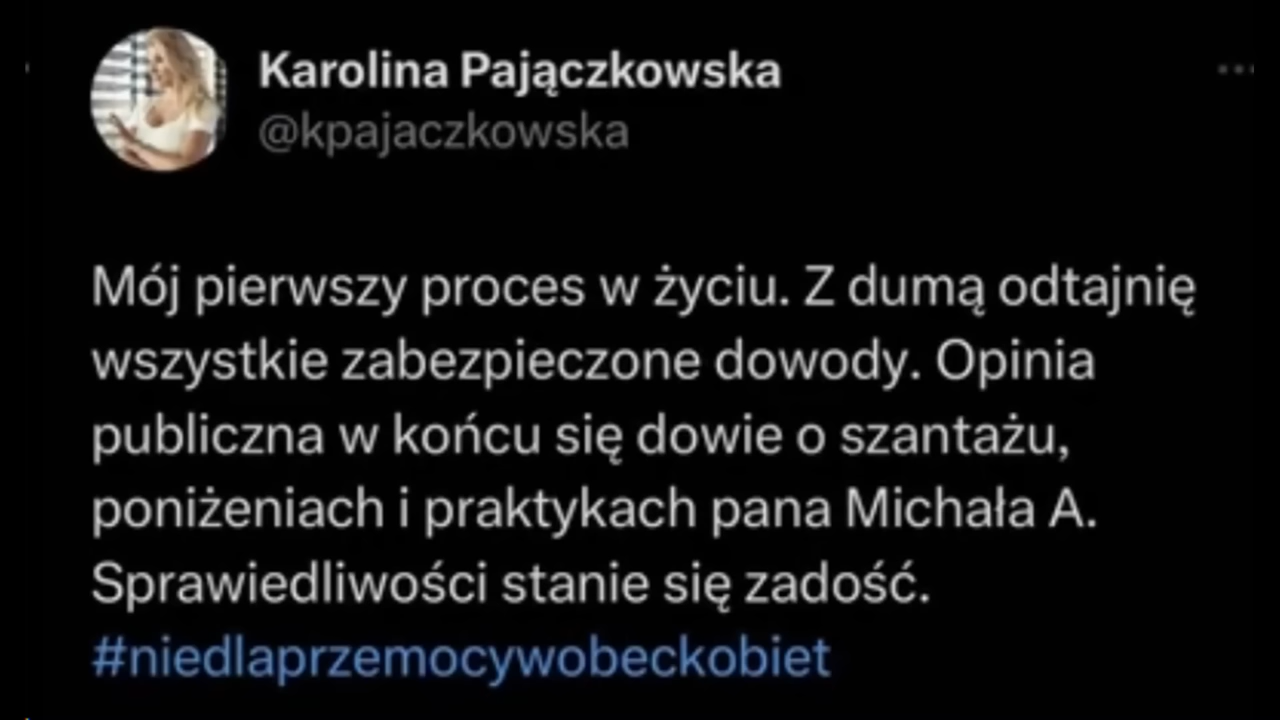 Karolina Pajączkowska
@kpajaczkowska
Mój pierwszy proces w życiu. Z dumą odtajnię
wszystkie zabezpieczone dowody. Opinia
publiczna w końcu się dowie o szantażu,
poniżeniach i praktykach pana Michała A.
Sprawiedliwości stanie się zadość.
#niedlaprzemocywobeckobiet